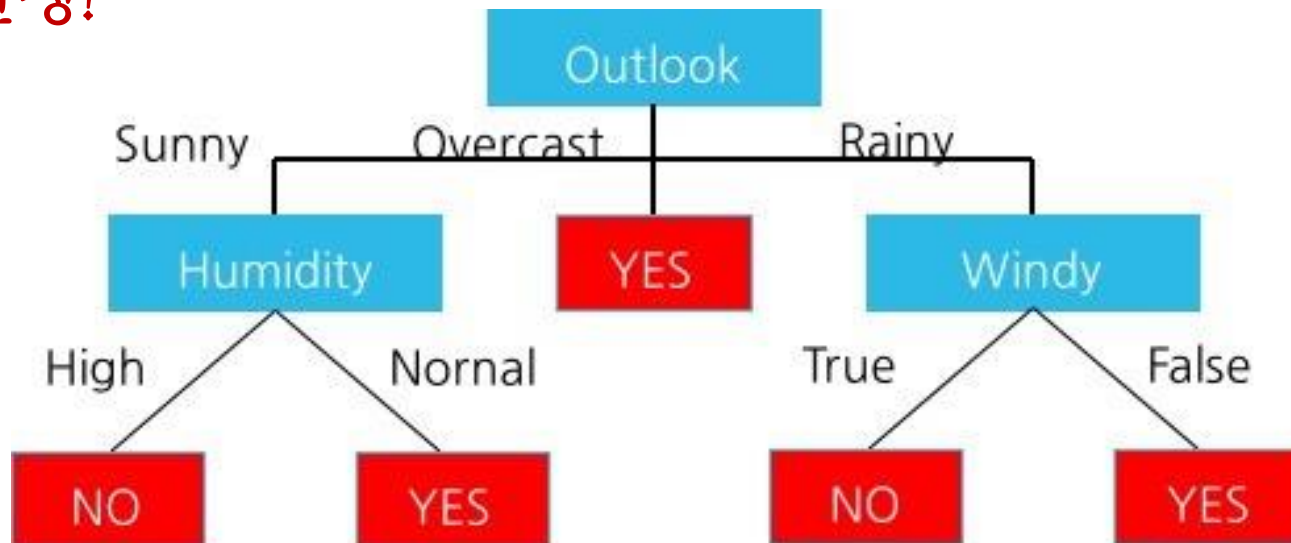 Outlook
Sunny Overcast Rainy
Humidity YES Windy
High Nornal True False
NO YES NO YES